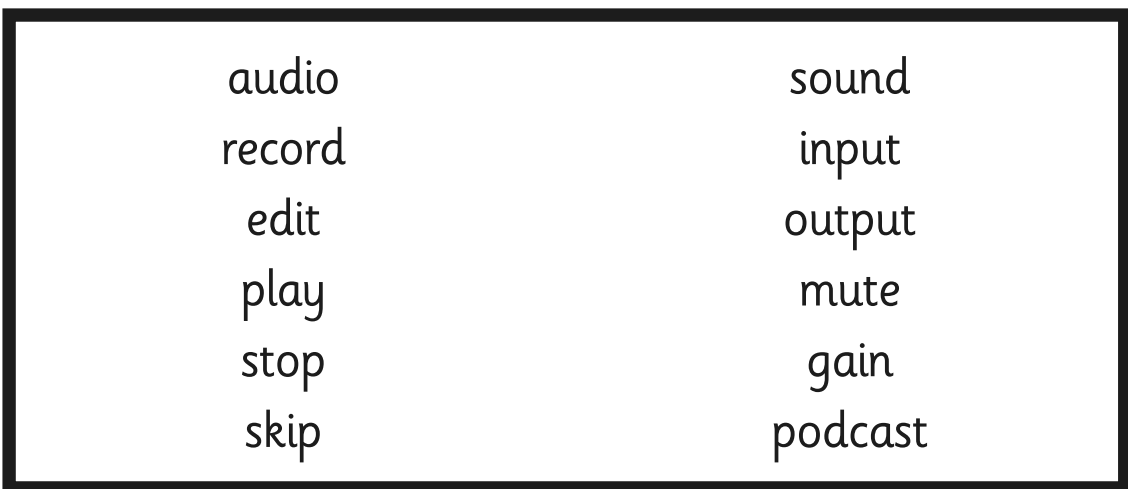 audio
record
edit
play
stop
skip
sound
input
output
mute
gain
podcast